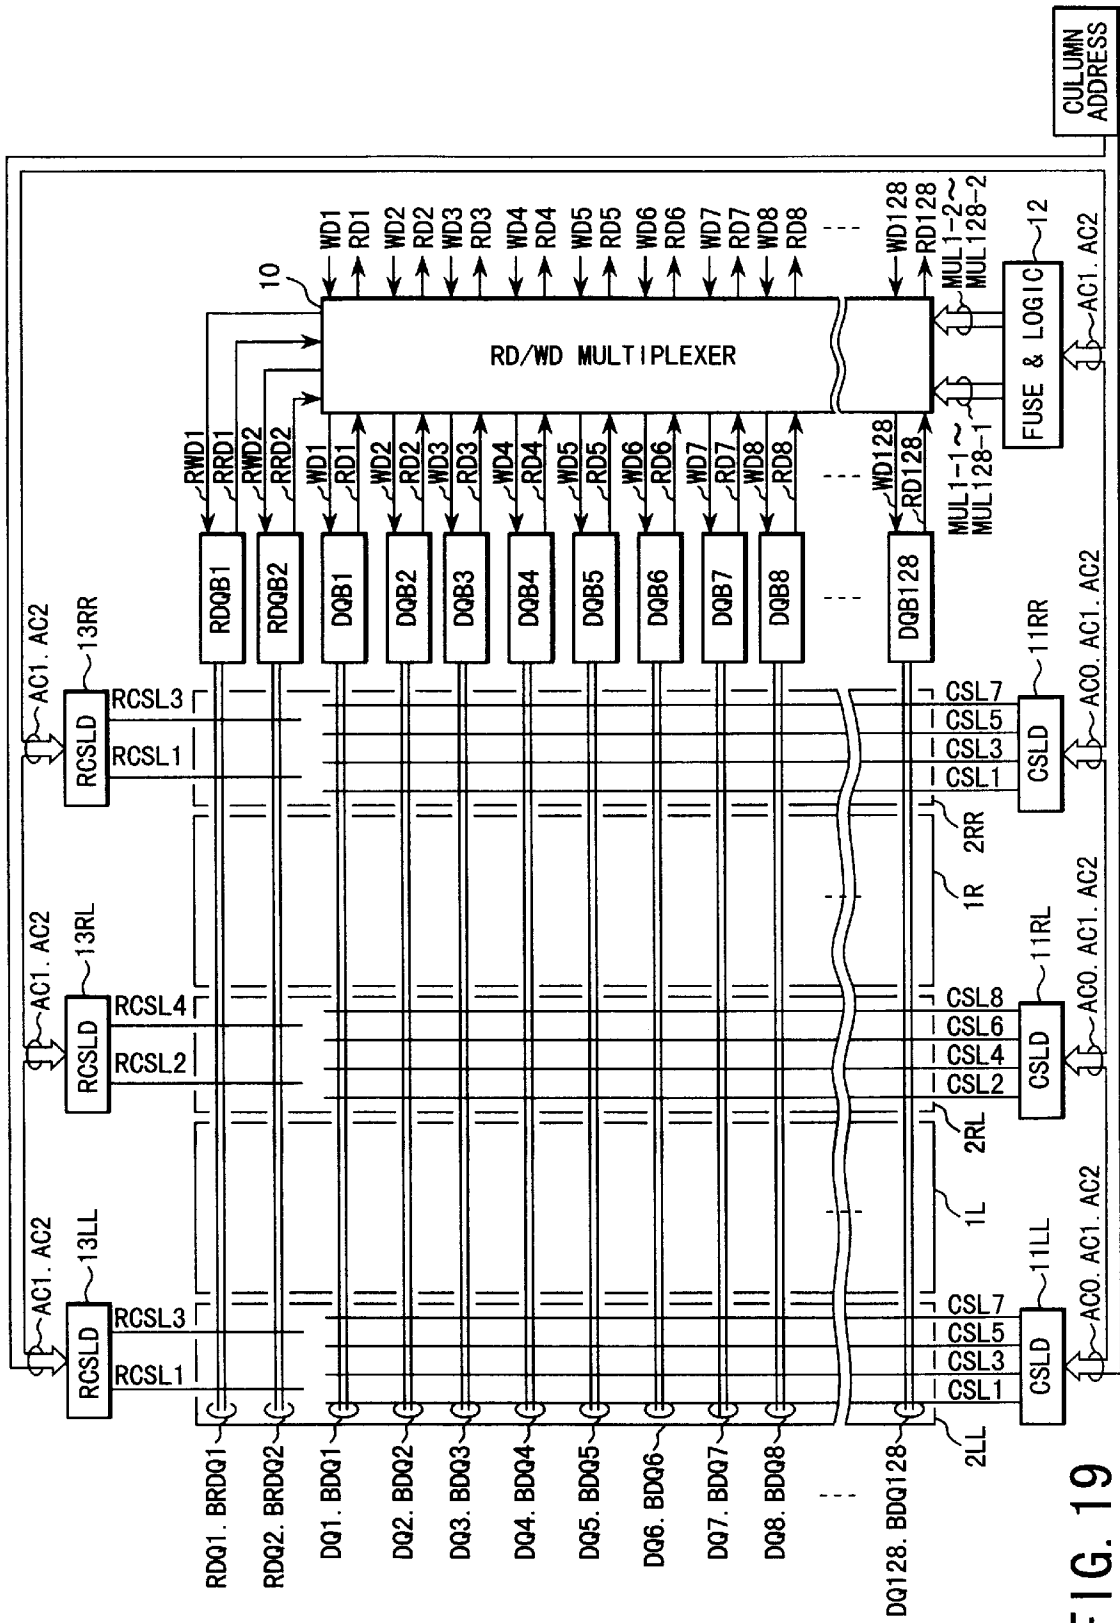 CULUMN
ADDRESS
AC1. AC2
13LL
RCSLD
RCSL1
RCSL3
AC1. AC2
13RL
RCSLD
RCSL2
RCSL4
AC1. AC2
13RR
RCSLD
RCSL1
RCSL3
RDQ1. BRDQ1
RDQB1
RWD1
RRD1
RDQ2. BRDQ2
RDQB2
RWD2
RRD2
10
RD/WD MULTIPLEXER
DQ1. BDQ1
DQB1
WD1
RD1
WD1
RD1
DQ2. BDQ2
DQB2
WD2
RD2
WD2
RD2
DQ3. BDQ3
DQB3
WD3
RD3
WD3
RD3
DQ4. BDQ4
DQB4
WD4
RD4
WD4
RD4
DQ5. BDQ5
DQB5
WD5
RD5
WD5
RD5
DQ6. BDQ6
DQB6
WD6
RD6
WD6
RD6
DQ7. BDQ7
DQB7
WD7
RD7
WD7
RD7
DQ8. BDQ8
DQB8
WD8
RD8
WD8
RD8
DQ128. BDQ128
DQB128
WD128
RD128
WD128
RD128
2LL
1L
2RL
1R
2RR
CSL1
CSL3
CSL5
CSL7
CSL2
CSL4
CSL6
CSL8
CSL1
CSL3
CSL5
CSL7
MUL1-1~
MUL128-1
MUL1-2~
MUL128-2
CSLD
11LL
CSLD
11RL
CSLD
11RR
FUSE & LOGIC
12
AC0. AC1. AC2
AC0. AC1. AC2
AC0. AC1. AC2
AC1. AC2
FIG. 19